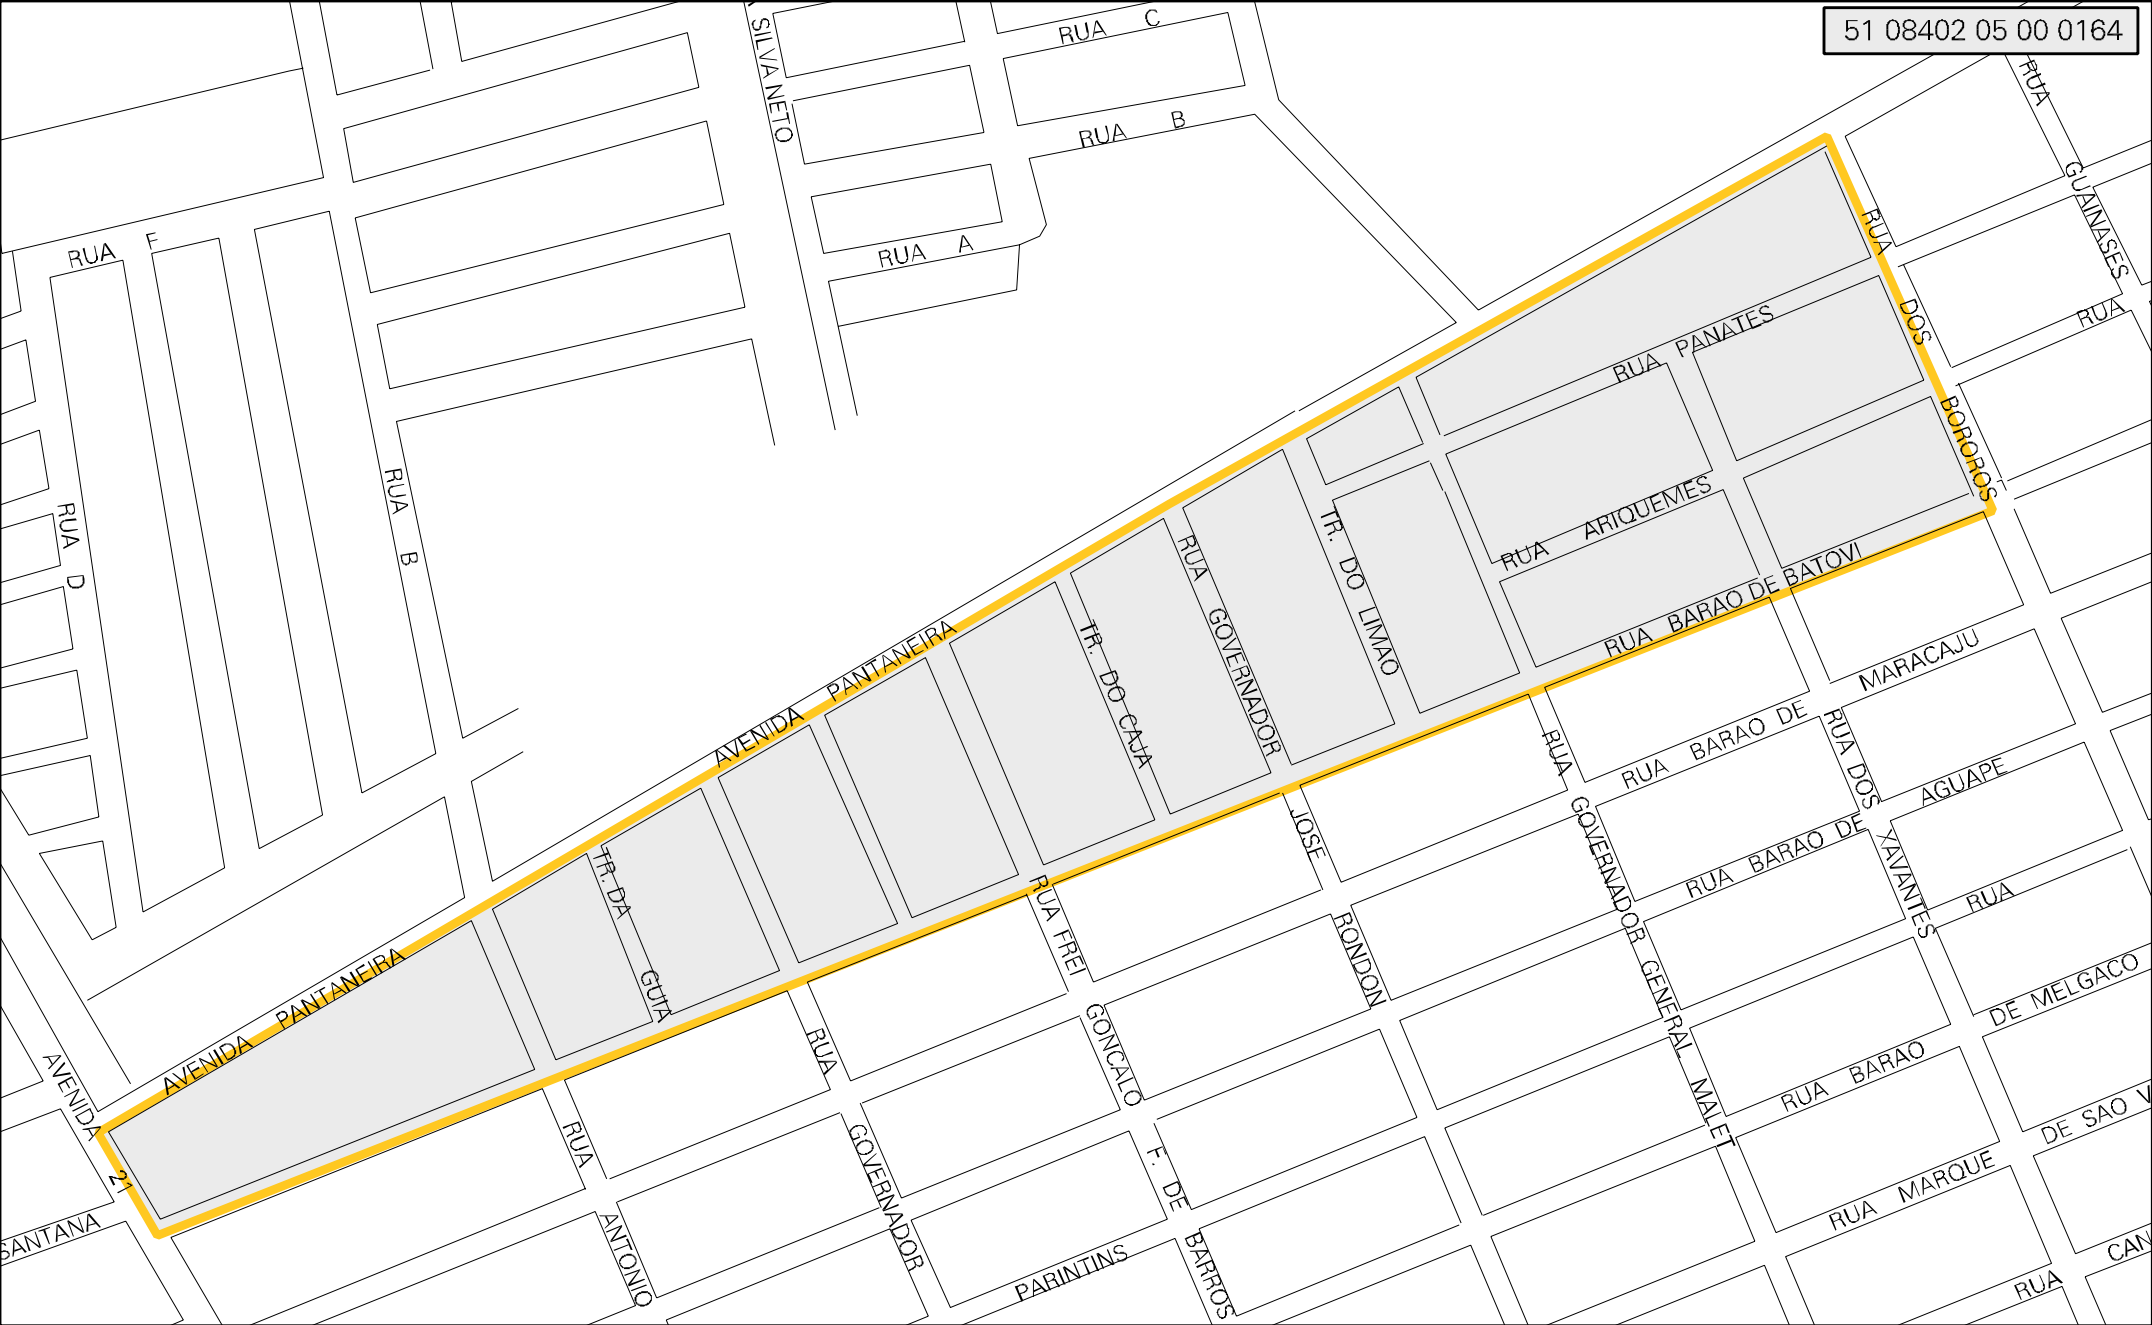 51 08402 05 00 0164
SILVA NETO
RUA C
RUA B
RUA A
RUA F
RUA D
RUA B
RUA GUAINASES
RUA
RUA DOS BOROROS
RUA PANATES
RUA ARIQUEMES
TR. DO LIMAO
RUA GOVERNADOR
JOSE RONDON
TR. DO CAJA
RUA BARAO DE BATOVI
AVENIDA PANTANEIRA
TR. DA GUIA
AVENIDA PANTANEIRA
RUA BARAO DE MARACAJU
RUA DOS XAVANTES
RUA BARAO DE AGUAPE
RUA GOVERNADOR GENERAL MALET
RUA FREI GONCALO F. DE BARROS
RUA
DE MELGACO
RUA BARAO
DE SAO V
RUA MARQUE
CAN
RUA
RUA GOVERNADOR
RUA ANTONIO
PARINTINS
AVENIDA 21
SANTANA